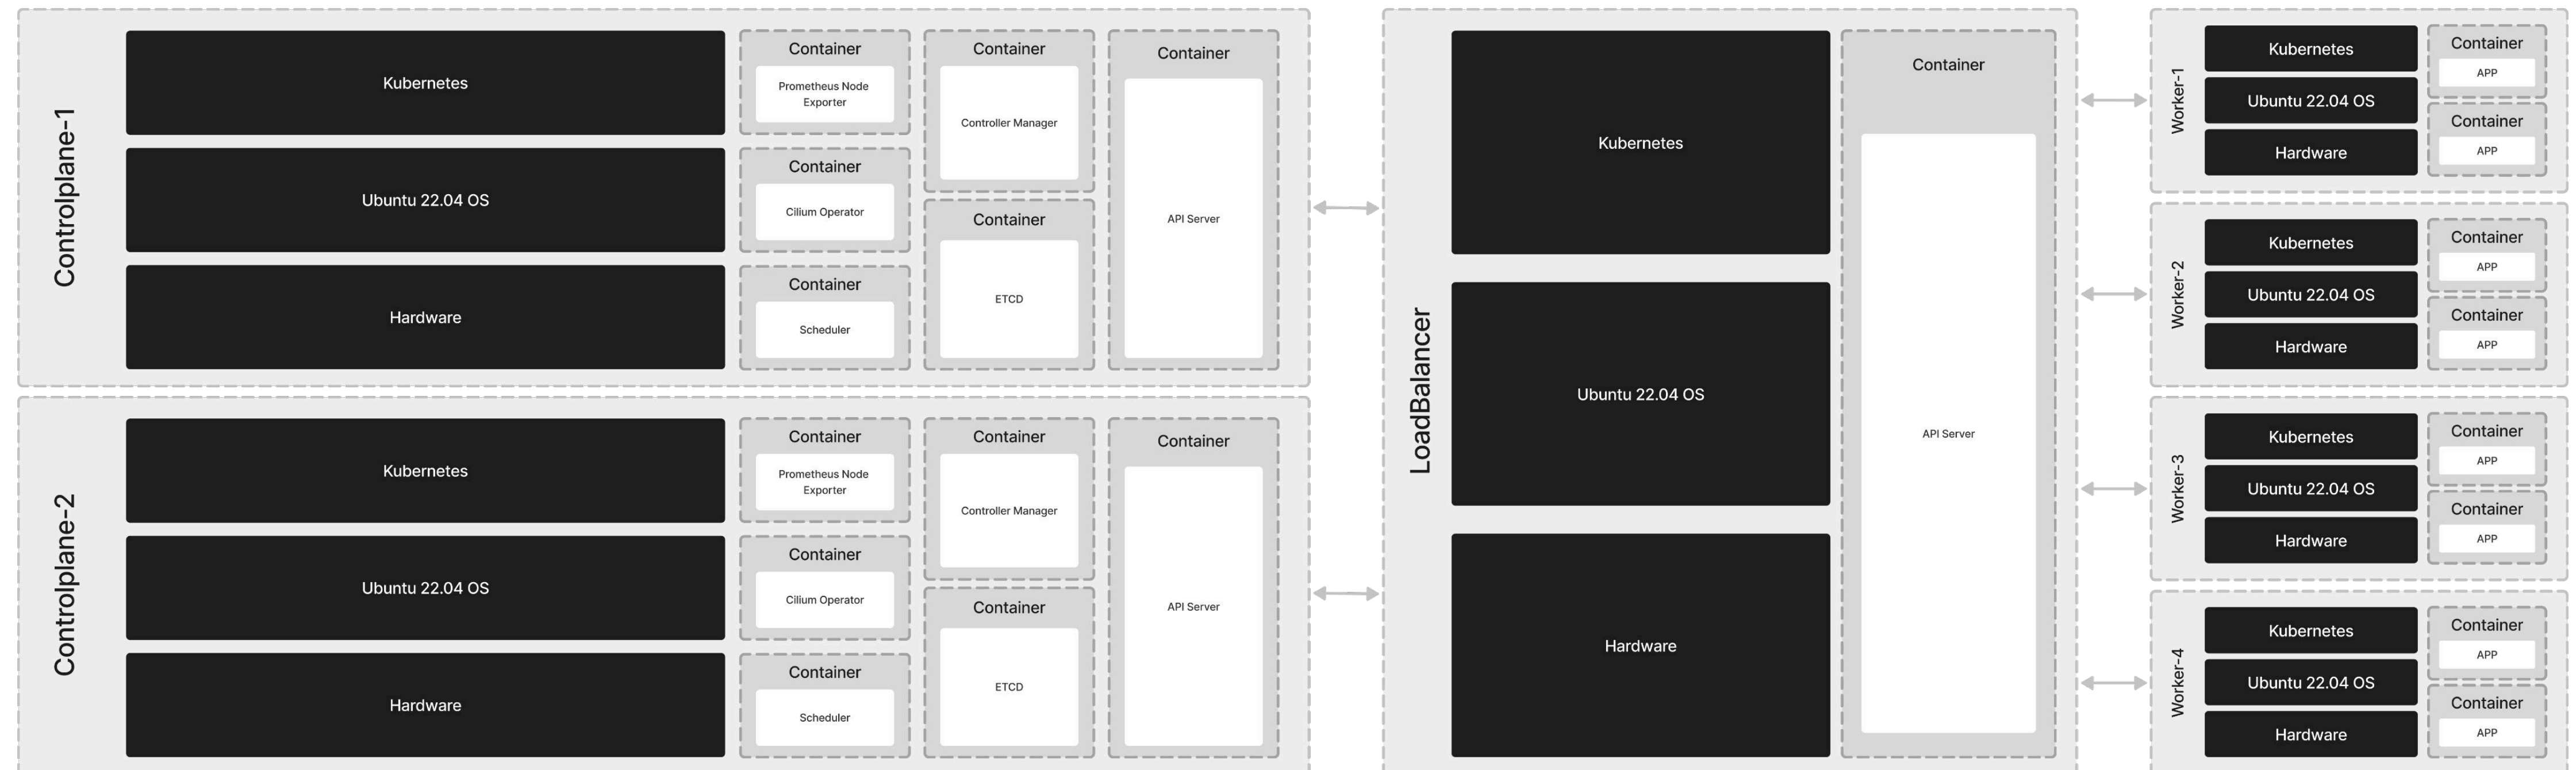 Controlplane-1
Kubernetes
Ubuntu 22.04 OS
Hardware
Container
Prometheus Node
Exporter
Container
Cilium Operator
Container
Scheduler
Container
Controller Manager
Container
ETCD
Container
API Server
Controlplane-2
Kubernetes
Ubuntu 22.04 OS
Hardware
Container
Prometheus Node
Exporter
Container
Cilium Operator
Container
Scheduler
Container
Controller Manager
Container
ETCD
Container
API Server
LoadBalancer
Kubernetes
Ubuntu 22.04 OS
Hardware
Container
API Server
Worker-1
Kubernetes
Ubuntu 22.04 OS
Hardware
Container
APP
Container
APP
Worker-2
Kubernetes
Ubuntu 22.04 OS
Hardware
Container
APP
Container
APP
Worker-3
Kubernetes
Ubuntu 22.04 OS
Hardware
Container
APP
Container
APP
Worker-4
Kubernetes
Ubuntu 22.04 OS
Hardware
Container
APP
Container
APP